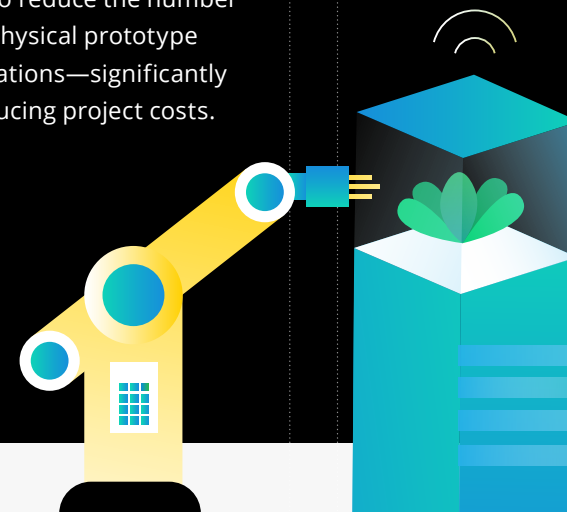 o reduce the number
hysical prototype
ations—significantly
ucing project costs.